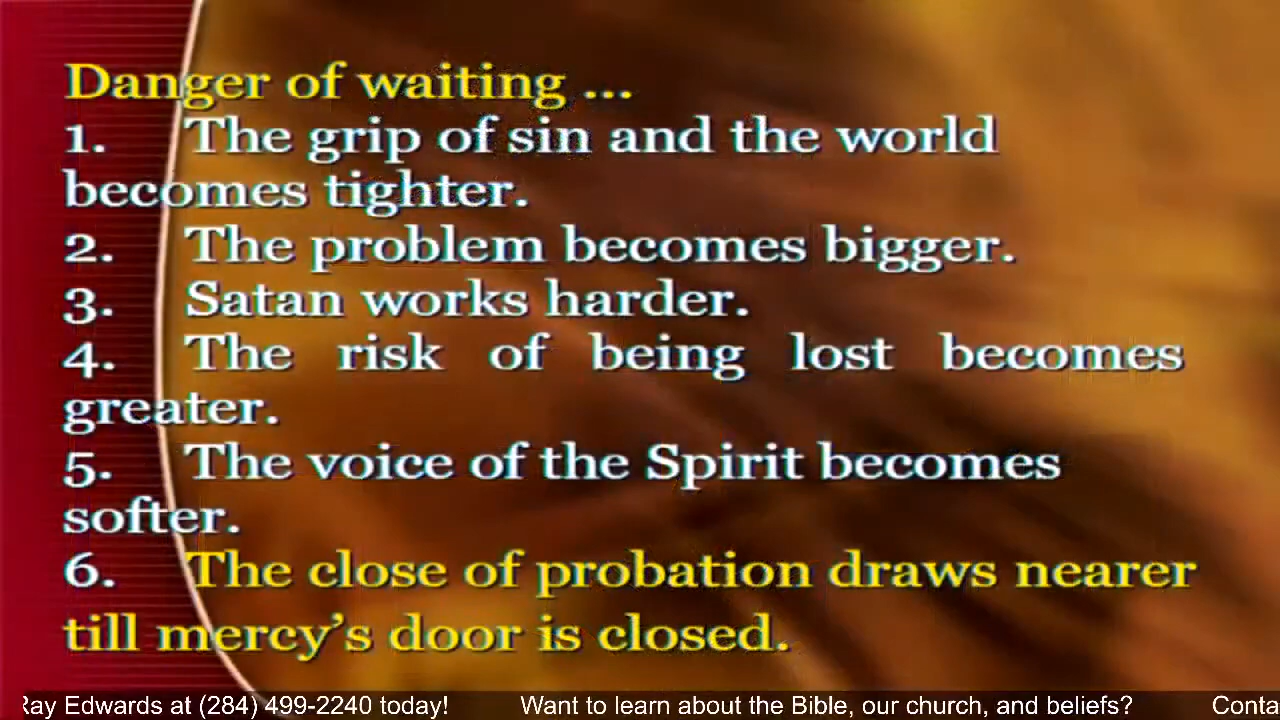 Danger of waiting ...
1. The grip of sin and the world
becomes tighter.
2. The problem becomes bigger.
3. Satan works harder.
4. The risk of being lost becomes
greater.
5. The voice of the Spirit becomes
softer.
6. The close of probation draws nearer
till mercy's door is closed.
Ray Edwards at (284) 499-2240 today! Want to learn about the Bible, our church, and beliefs? Conta